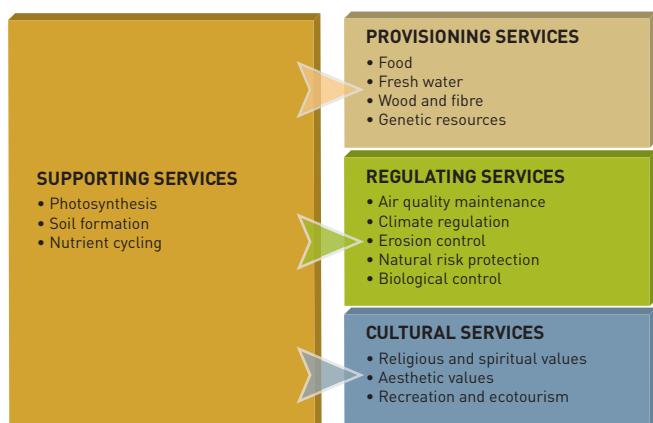 SUPPORTING SERVICES
• Photosynthesis
• Soil formation
• Nutrient cycling
PROVISIONING SERVICES
• Food
• Fresh water
• Wood and fibre
• Genetic resources
REGULATING SERVICES
• Air quality maintenance
• Climate regulation
• Erosion control
• Natural risk protection
• Biological control
CULTURAL SERVICES
• Religious and spiritual values
• Aesthetic values
• Recreation and ecotourism